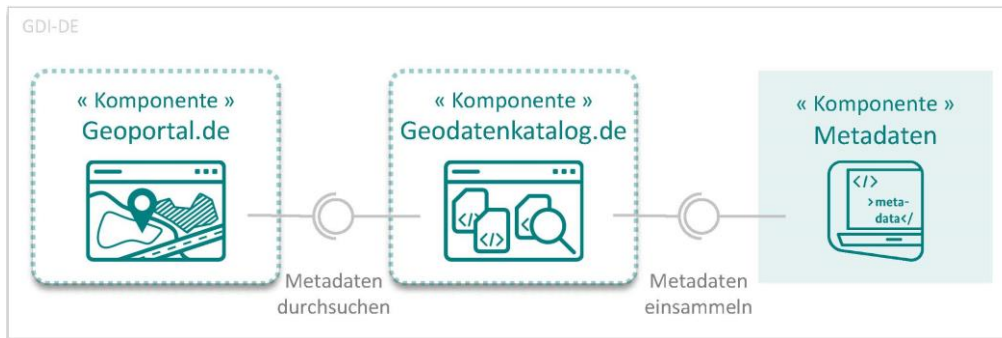 GDI-DE
« Komponente »
Geoportal.de
« Komponente »
Geodatenkatalog.de
</>
</>
</>
« Komponente »
Metadaten
</>
>meta-
data</
Metadaten
durchsuchen
Metadaten
einsammeln